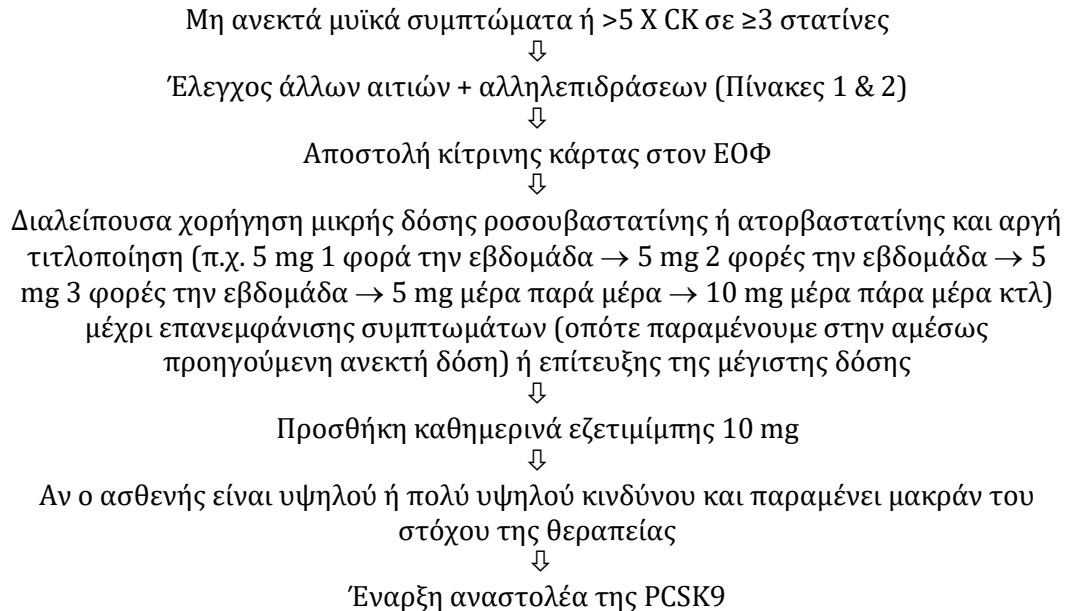 Μη ανεκτά μυϊκά συμπτώματα ή >5 X CK σε ≥3 στατίνες
⇩
Έλεγχος άλλων αιτιών + αλληλεπιδράσεων (Πίνακες 1 & 2)
⇩
Αποστολή κίτρινης κάρτας στον ΕΟΦ
⇩
Διαλείπουσα χορήγηση μικρής δόσης ροσουβαστατίνης ή ατορβαστατίνης και αργή
τιτλοποίηση (π.χ. 5 mg 1 φορά την εβδομάδα → 5 mg 2 φορές την εβδομάδα → 5
mg 3 φορές την εβδομάδα → 5 mg μέρα παρά μέρα → 10 mg μέρα πάρα μέρα κτλ)
μέχρι επανεμφάνισης συμπτωμάτων (οπότε παραμένουμε στην αμέσως
προηγούμενη ανεκτή δόση) ή επίτευξης της μέγιστης δόσης
⇩
Προσθήκη καθημερινά εζετιμίμπης 10 mg
⇩
Αν ο ασθενής είναι υψηλού ή πολύ υψηλού κινδύνου και παραμένει μακράν του
στόχου της θεραπείας
⇩
Έναρξη αναστολέα της PCSK9